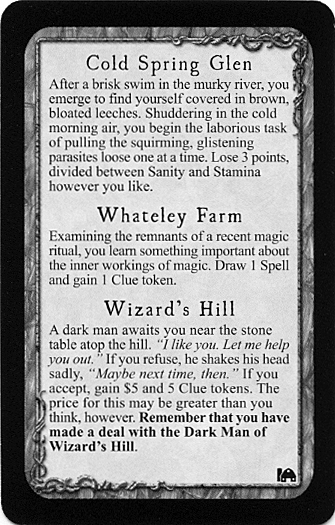 Cold Spring Glen
After a brisk swim in the murky river, you
emerge to find yourself covered in brown,
bloated leeches. Shuddering in the cold
morning air, you begin the laborious task
of pulling the squirming, glistening
parasites loose one at a time. Lose 3 points,
divided between Sanity and Stamina
however you like.
Whateley Farm
Examining the remnants of a recent magic
ritual, you learn something important about
the inner workings of magic. Draw 1 Spell
and gain 1 Clue token.
Wizard's Hill
A dark man awaits you near the stone
table atop the hill. “I like you. Let me help
you out.” If you refuse, he shakes his head
sadly, “Maybe next time, then.” If you
accept, gain $5 and 5 Clue tokens. The
price for this may be greater than you
think, however. Remember that you have
made a deal with the Dark Man of
Wizard's Hill.